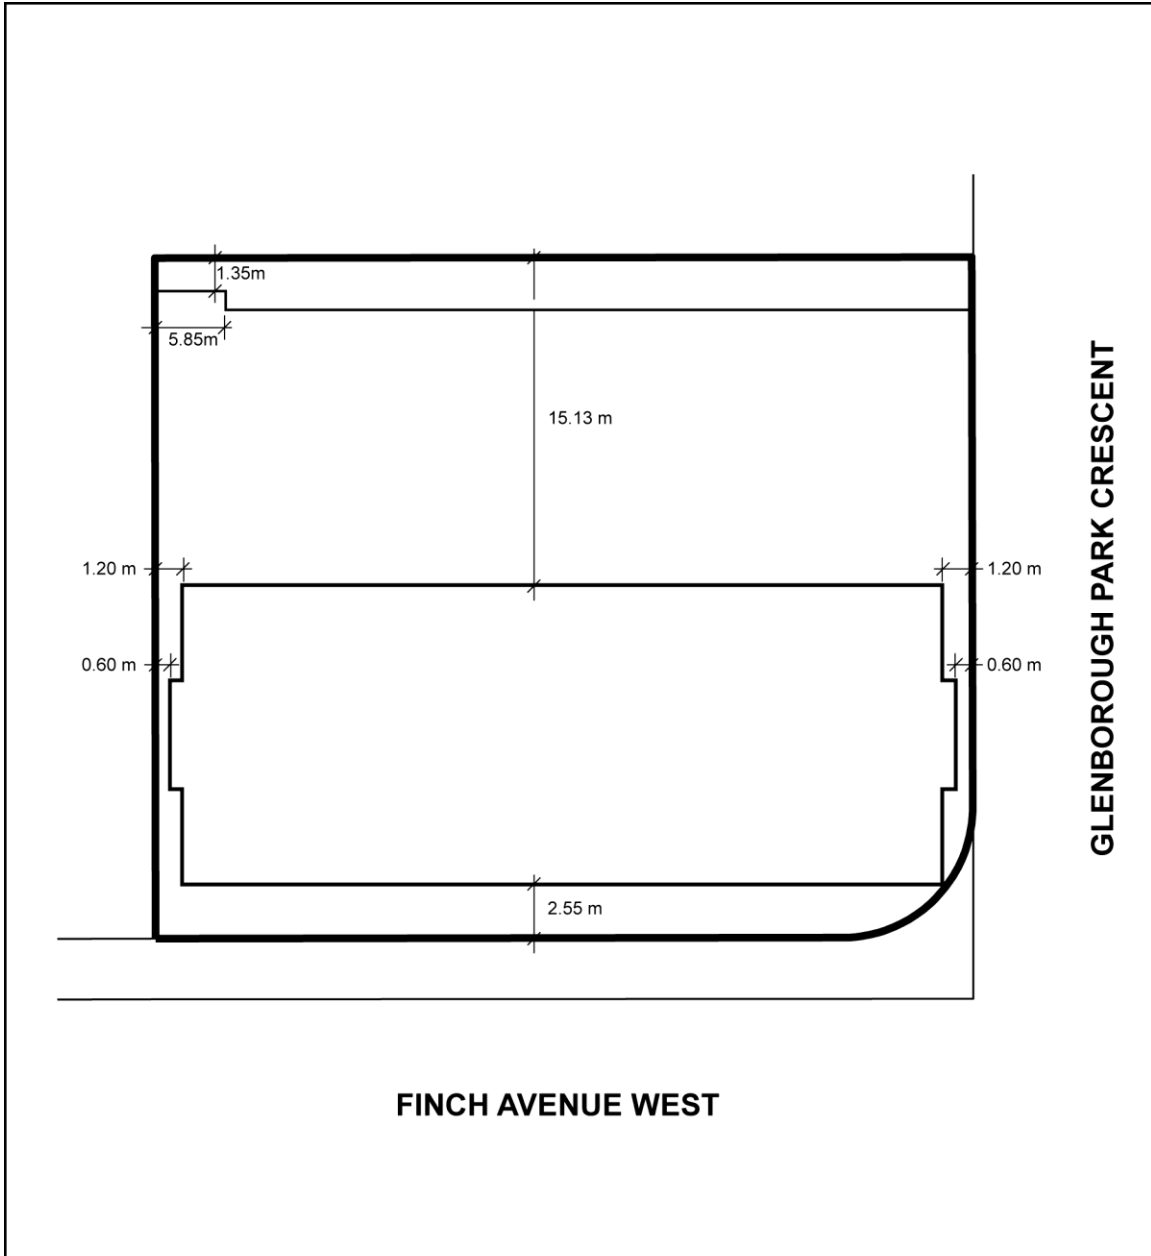 1.35m
5.85m
15.13 m
1.20 m
1.20 m
0.60 m
0.60 m
2.55 m
GLENBOROUGH PARK CRESCENT
FINCH AVENUE WEST